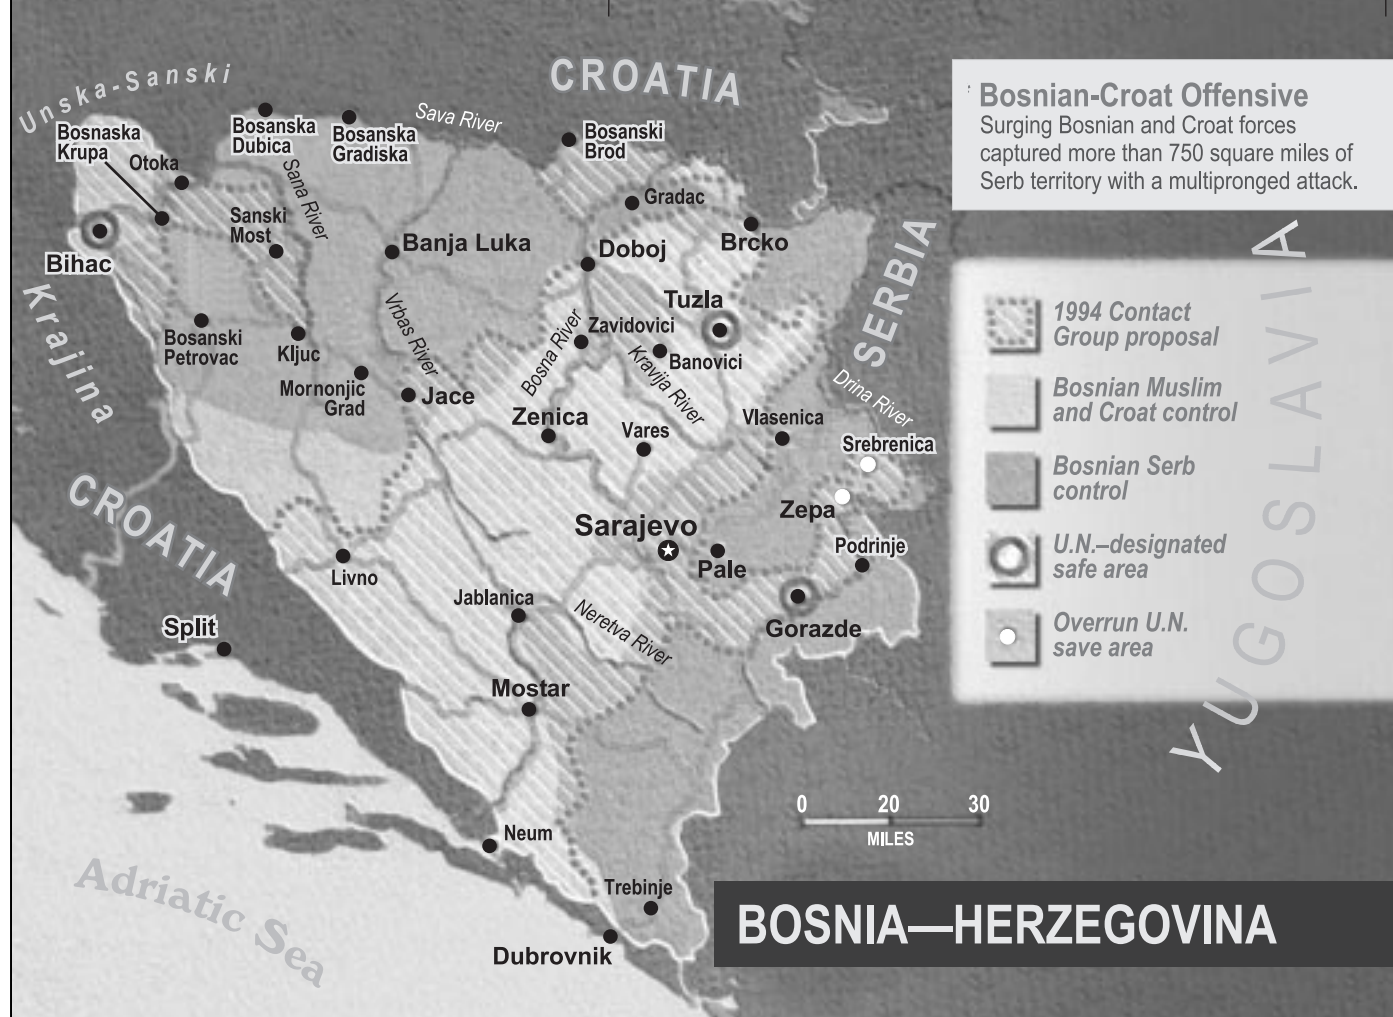 Unska-Sanski
CROATIA
Sava River
Bosnaska
Krupa
Otoka
Bosanska
Dubica
Bosanska
Gradiska
Bosanski
Brod
Sana River
Sanski
Most
Gradac
Banja Luka
Doboj
Brcko
Bihac
Krajina
SERBIA
Tuzla
Vrbas River
Bosna River
Zavidovici
Bosanski
Petrovac
Kljuc
Kravija River
Banovici
Mornonjic
Grad
Jace
Drina River
Zenica
Vares
Vlasenica
Srebrenica
CROATIA
Sarajevo
Zepa
Pale
Podrinje
Livno
Jablanica
Neretva River
Gorazde
Split
Mostar
Neum
Adriatic Sea
Trebinje
Dubrovnik
Bosnian-Croat Offensive
Surging Bosnian and Croat forces
captured more than 750 square miles of
Serb territory with a multipronged attack.
YUGOSLAVIA
1994 Contact
Group proposal
Bosnian Muslim
and Croat control
Bosnian Serb
control
U.N.–designated
safe area
Overrun U.N.
save area
0 20 30
MILES
BOSNIA—HERZEGOVINA